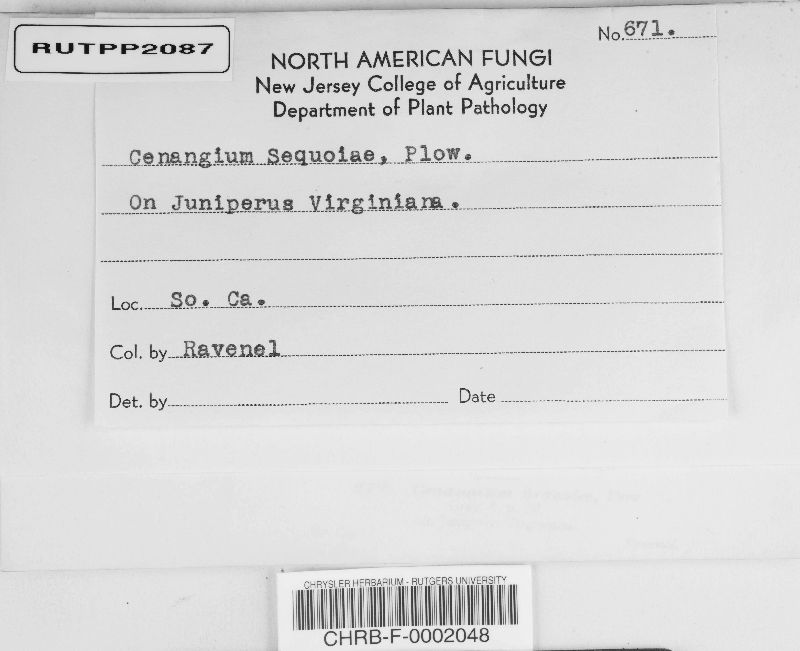 RUTPP2087
No. 671.
NORTH AMERICAN FUNGI
New Jersey College of Agriculture
Department of Plant Pathology
Cenangium Sequoiae, Plow.
On Juniperus Virginiana.
Loc. So. Ca.
Col. by Ravenel
Det. by
Date
CHRYSLER HERBARIUM - RUTGERS UNIVERSITY
CHRB-F-0002048